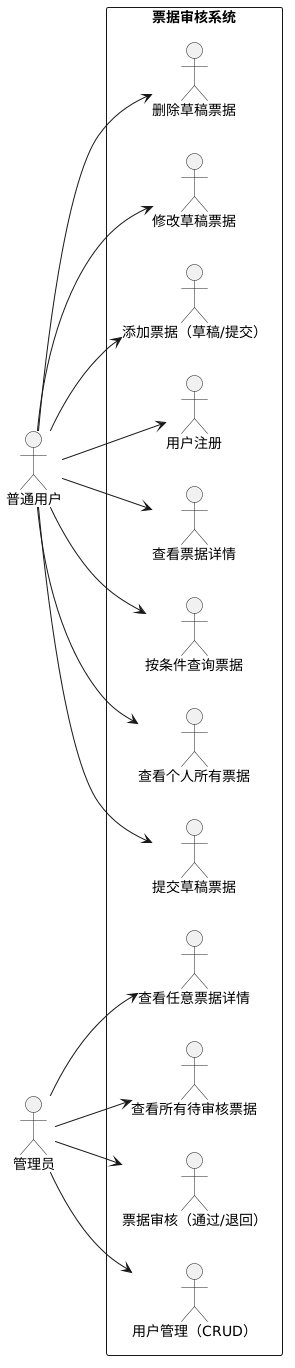 票据审核系统
删除草稿票据
修改草稿票据
添加票据（草稿/提交）
用户注册
普通用户
查看票据详情
按条件查询票据
查看个人所有票据
提交草稿票据
查看任意票据详情
查看所有待审核票据
管理员
票据审核（通过/退回）
用户管理（CRUD）